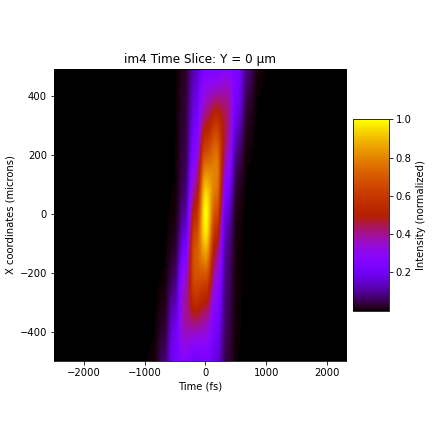 im4 Time Slice: Y = 0 μm
X coordinates (microns)
400
200
0
−200
−400
−2000 −1000 0 1000 2000
Time (fs)
1.0
0.8
0.6
0.4
0.2
Intensity (normalized)